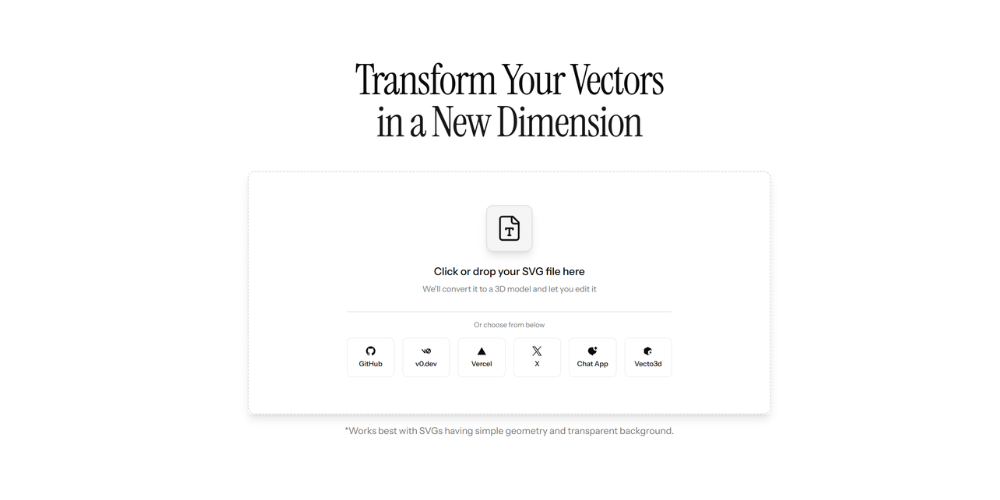 Transform Your Vectors
in a New Dimension
T
Click or drop your SVG file here
We'll convert it to a 3D model and let you edit it
Or choose from below
GitHub
v0.dev
Vercel
X
Chat App
Vecto3d
*Works best with SVGs having simple geometry and transparent background.